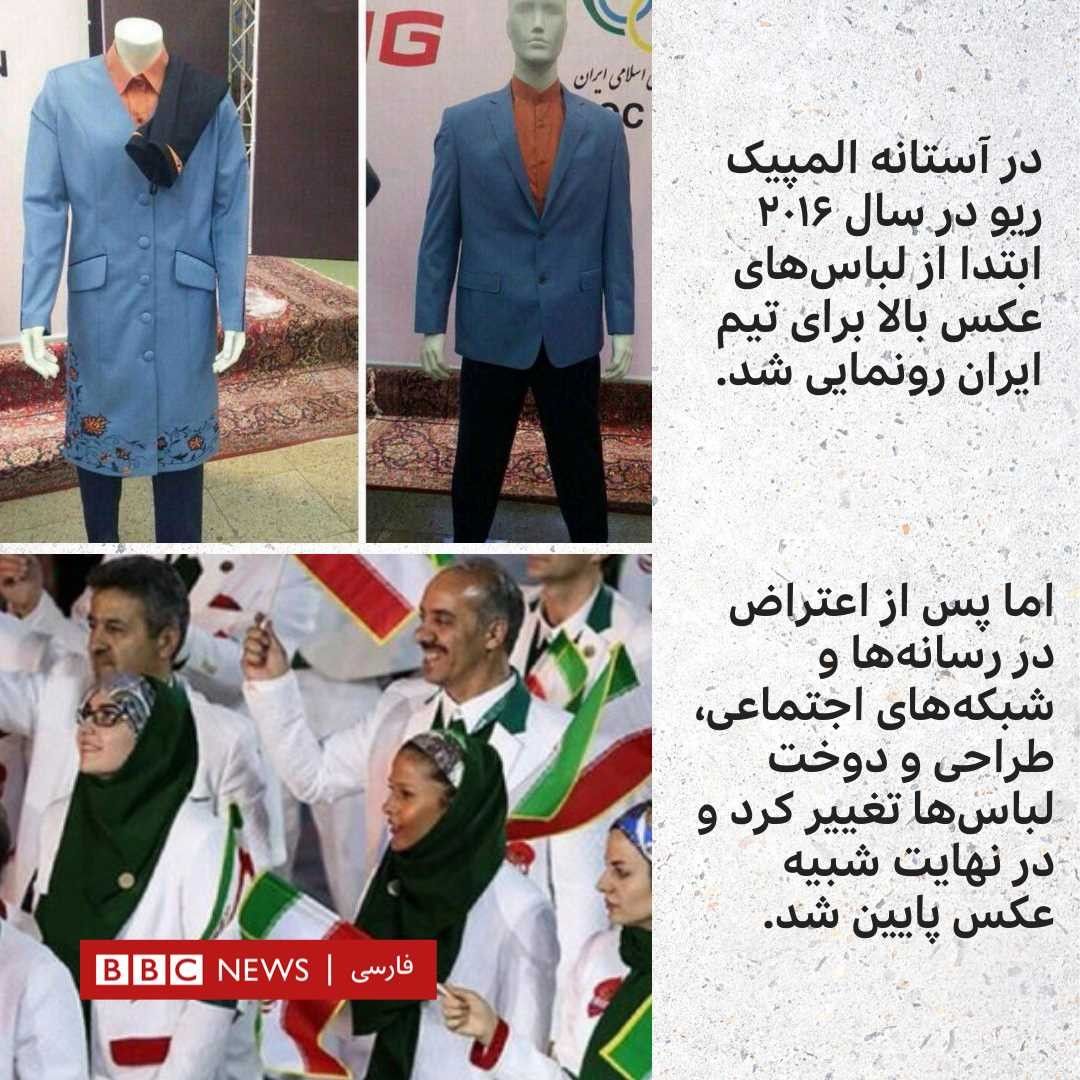 در آستانه المپیک
ریو در سال ۲۰۱۶
ابتدا از لباس‌های
عکس بالا برای تیم
ایران رونمایی شد.
اما پس از اعتراض
در رسانه‌ها و
شبکه‌های اجتماعی،
طراحی و دوخت
لباس‌ها تغییر کرد و
در نهایت شبیه
عکس پایین شد.
اسلامی ایران
BBC NEWS | فارسی